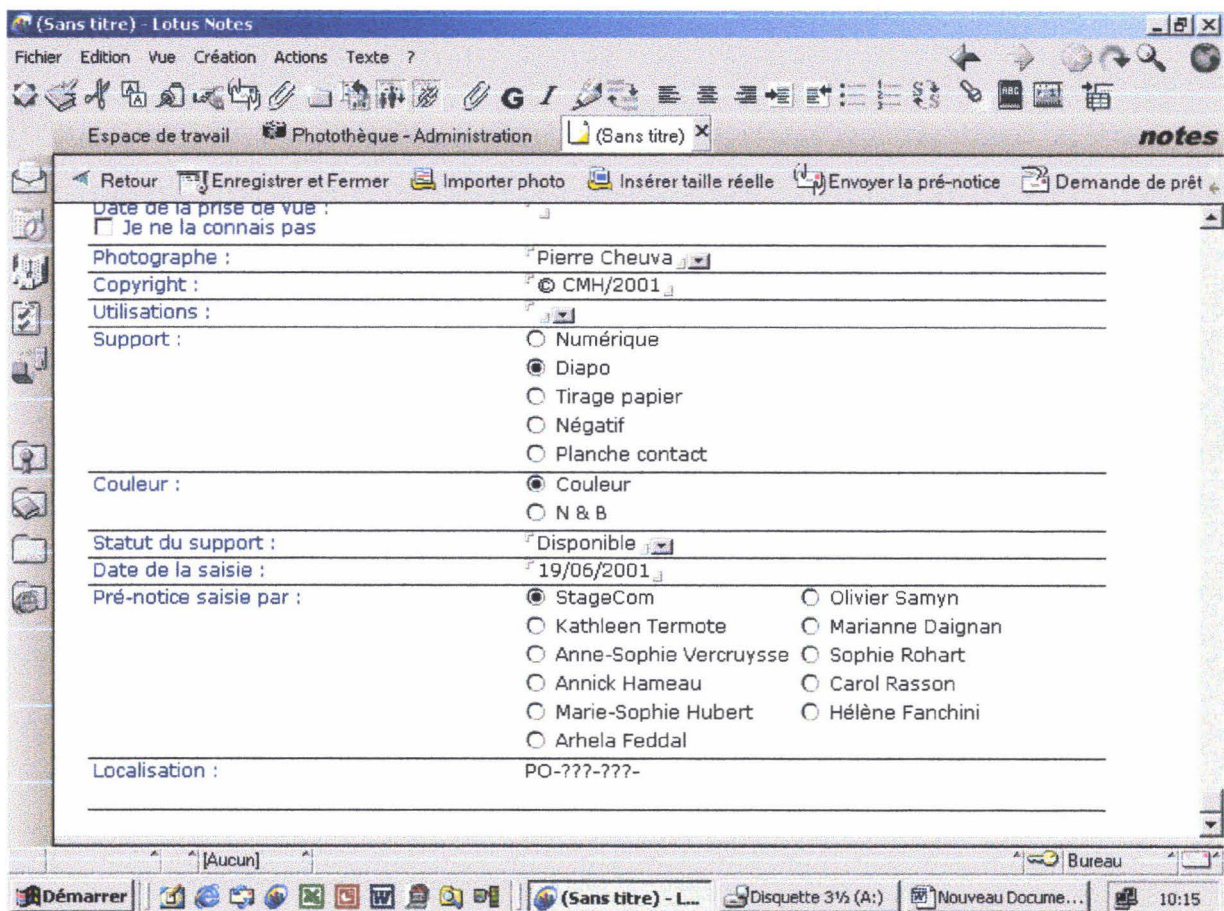 (Sans titre) - Lotus Notes
Fichier Edition Vue Création Actions Texte ?
G I ABC
Espace de travail Photothèque - Administration (Sans titre) notes
Retour Enregistrer et Fermer Importer photo Insérer taille réelle Envoyer la pré-notice Demande de prêt
Date de la prise de vue :
Je ne la connais pas
Photographe : Pierre Cheuva
Copyright : © CMH/2001
Utilisations :
Support : Numérique
Diapo
Tirage papier
Négatif
Planche contact
Couleur : Couleur
N & B
Statut du support : Disponible
Date de la saisie : 19/06/2001
Pré-notice saisie par : StageCom Olivier Samyn
Kathleen Termote Marianne Daignan
Anne-Sophie Vercruysse Sophie Rohart
Annick Hameau Carol Rasson
Marie-Sophie Hubert Hélène Fanchini
Arhela Feddal
Localisation : PO-???-???-
[Aucun] Bureau
Démarrer (Sans titre) - L... Disquette 3½ (A:) Nouveau Docume... 10:15